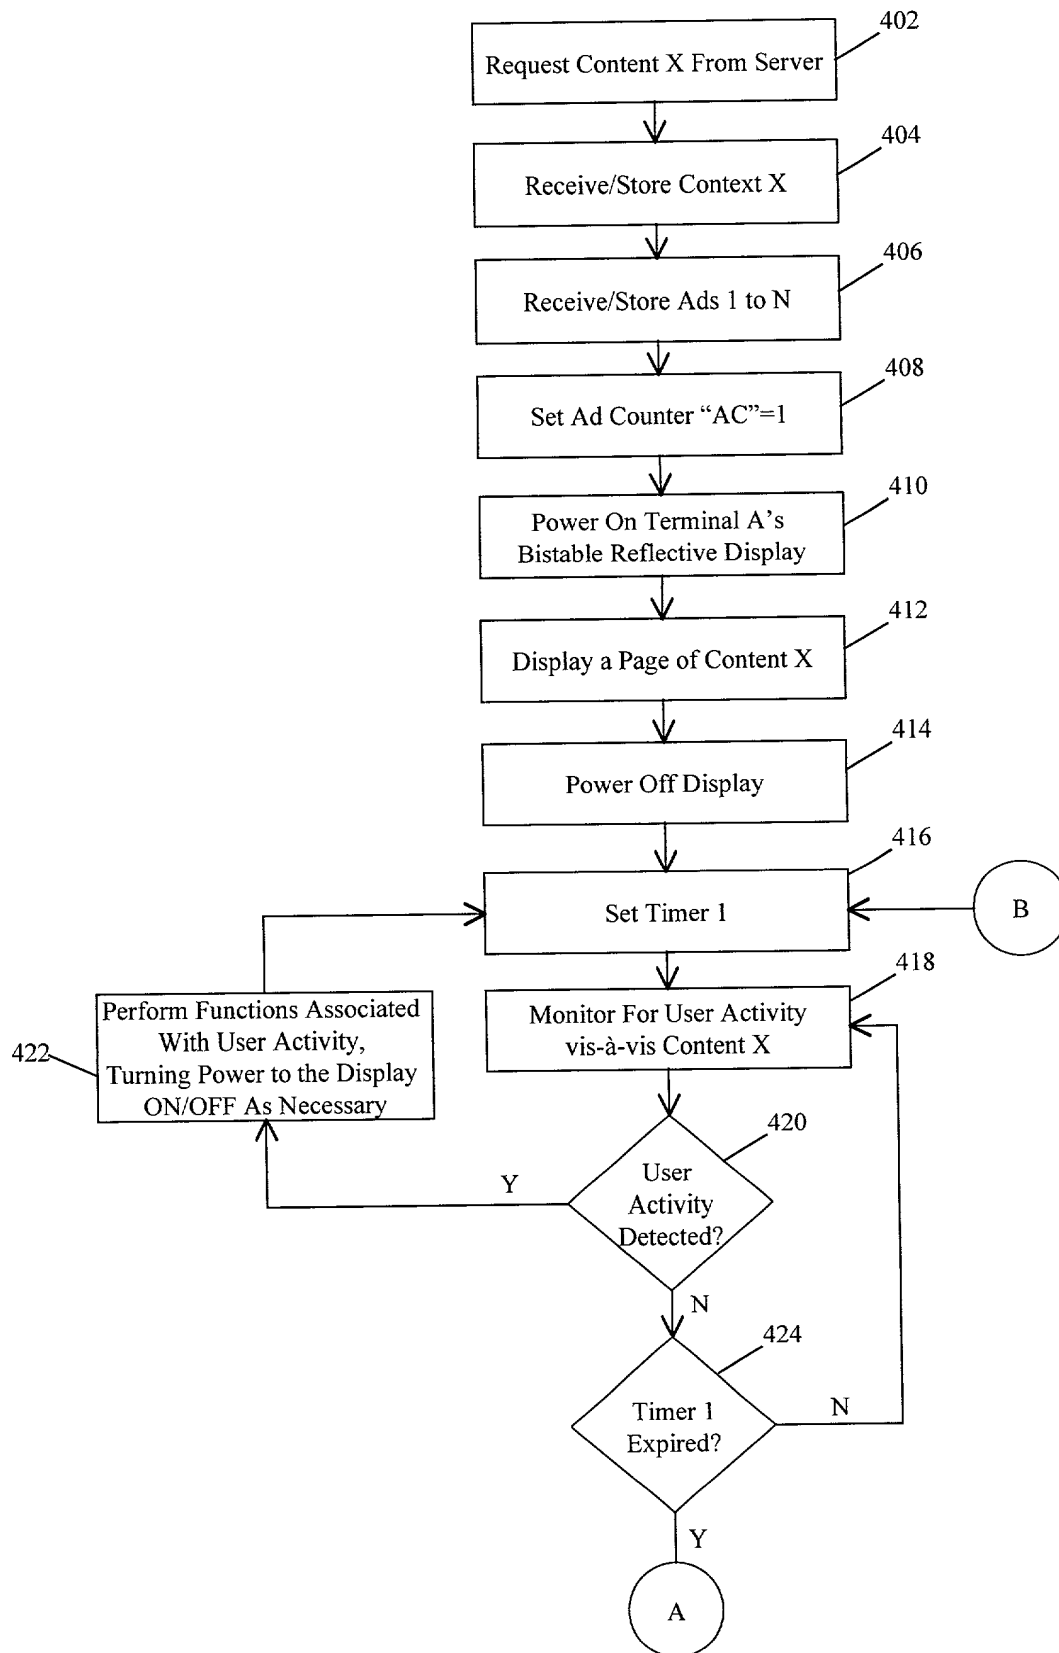 402
Request Content X From Server
404
Receive/Store Context X
406
Receive/Store Ads 1 to N
408
Set Ad Counter “AC”=1
410
Power On Terminal A’s
Bistable Reflective Display
412
Display a Page of Content X
414
Power Off Display
416
Set Timer 1
B
418
Monitor For User Activity
vis-à-vis Content X
422
Perform Functions Associated
With User Activity,
Turning Power to the Display
ON/OFF As Necessary
420
User
Activity
Detected?
Y
N
424
Timer 1
Expired?
N
Y
A